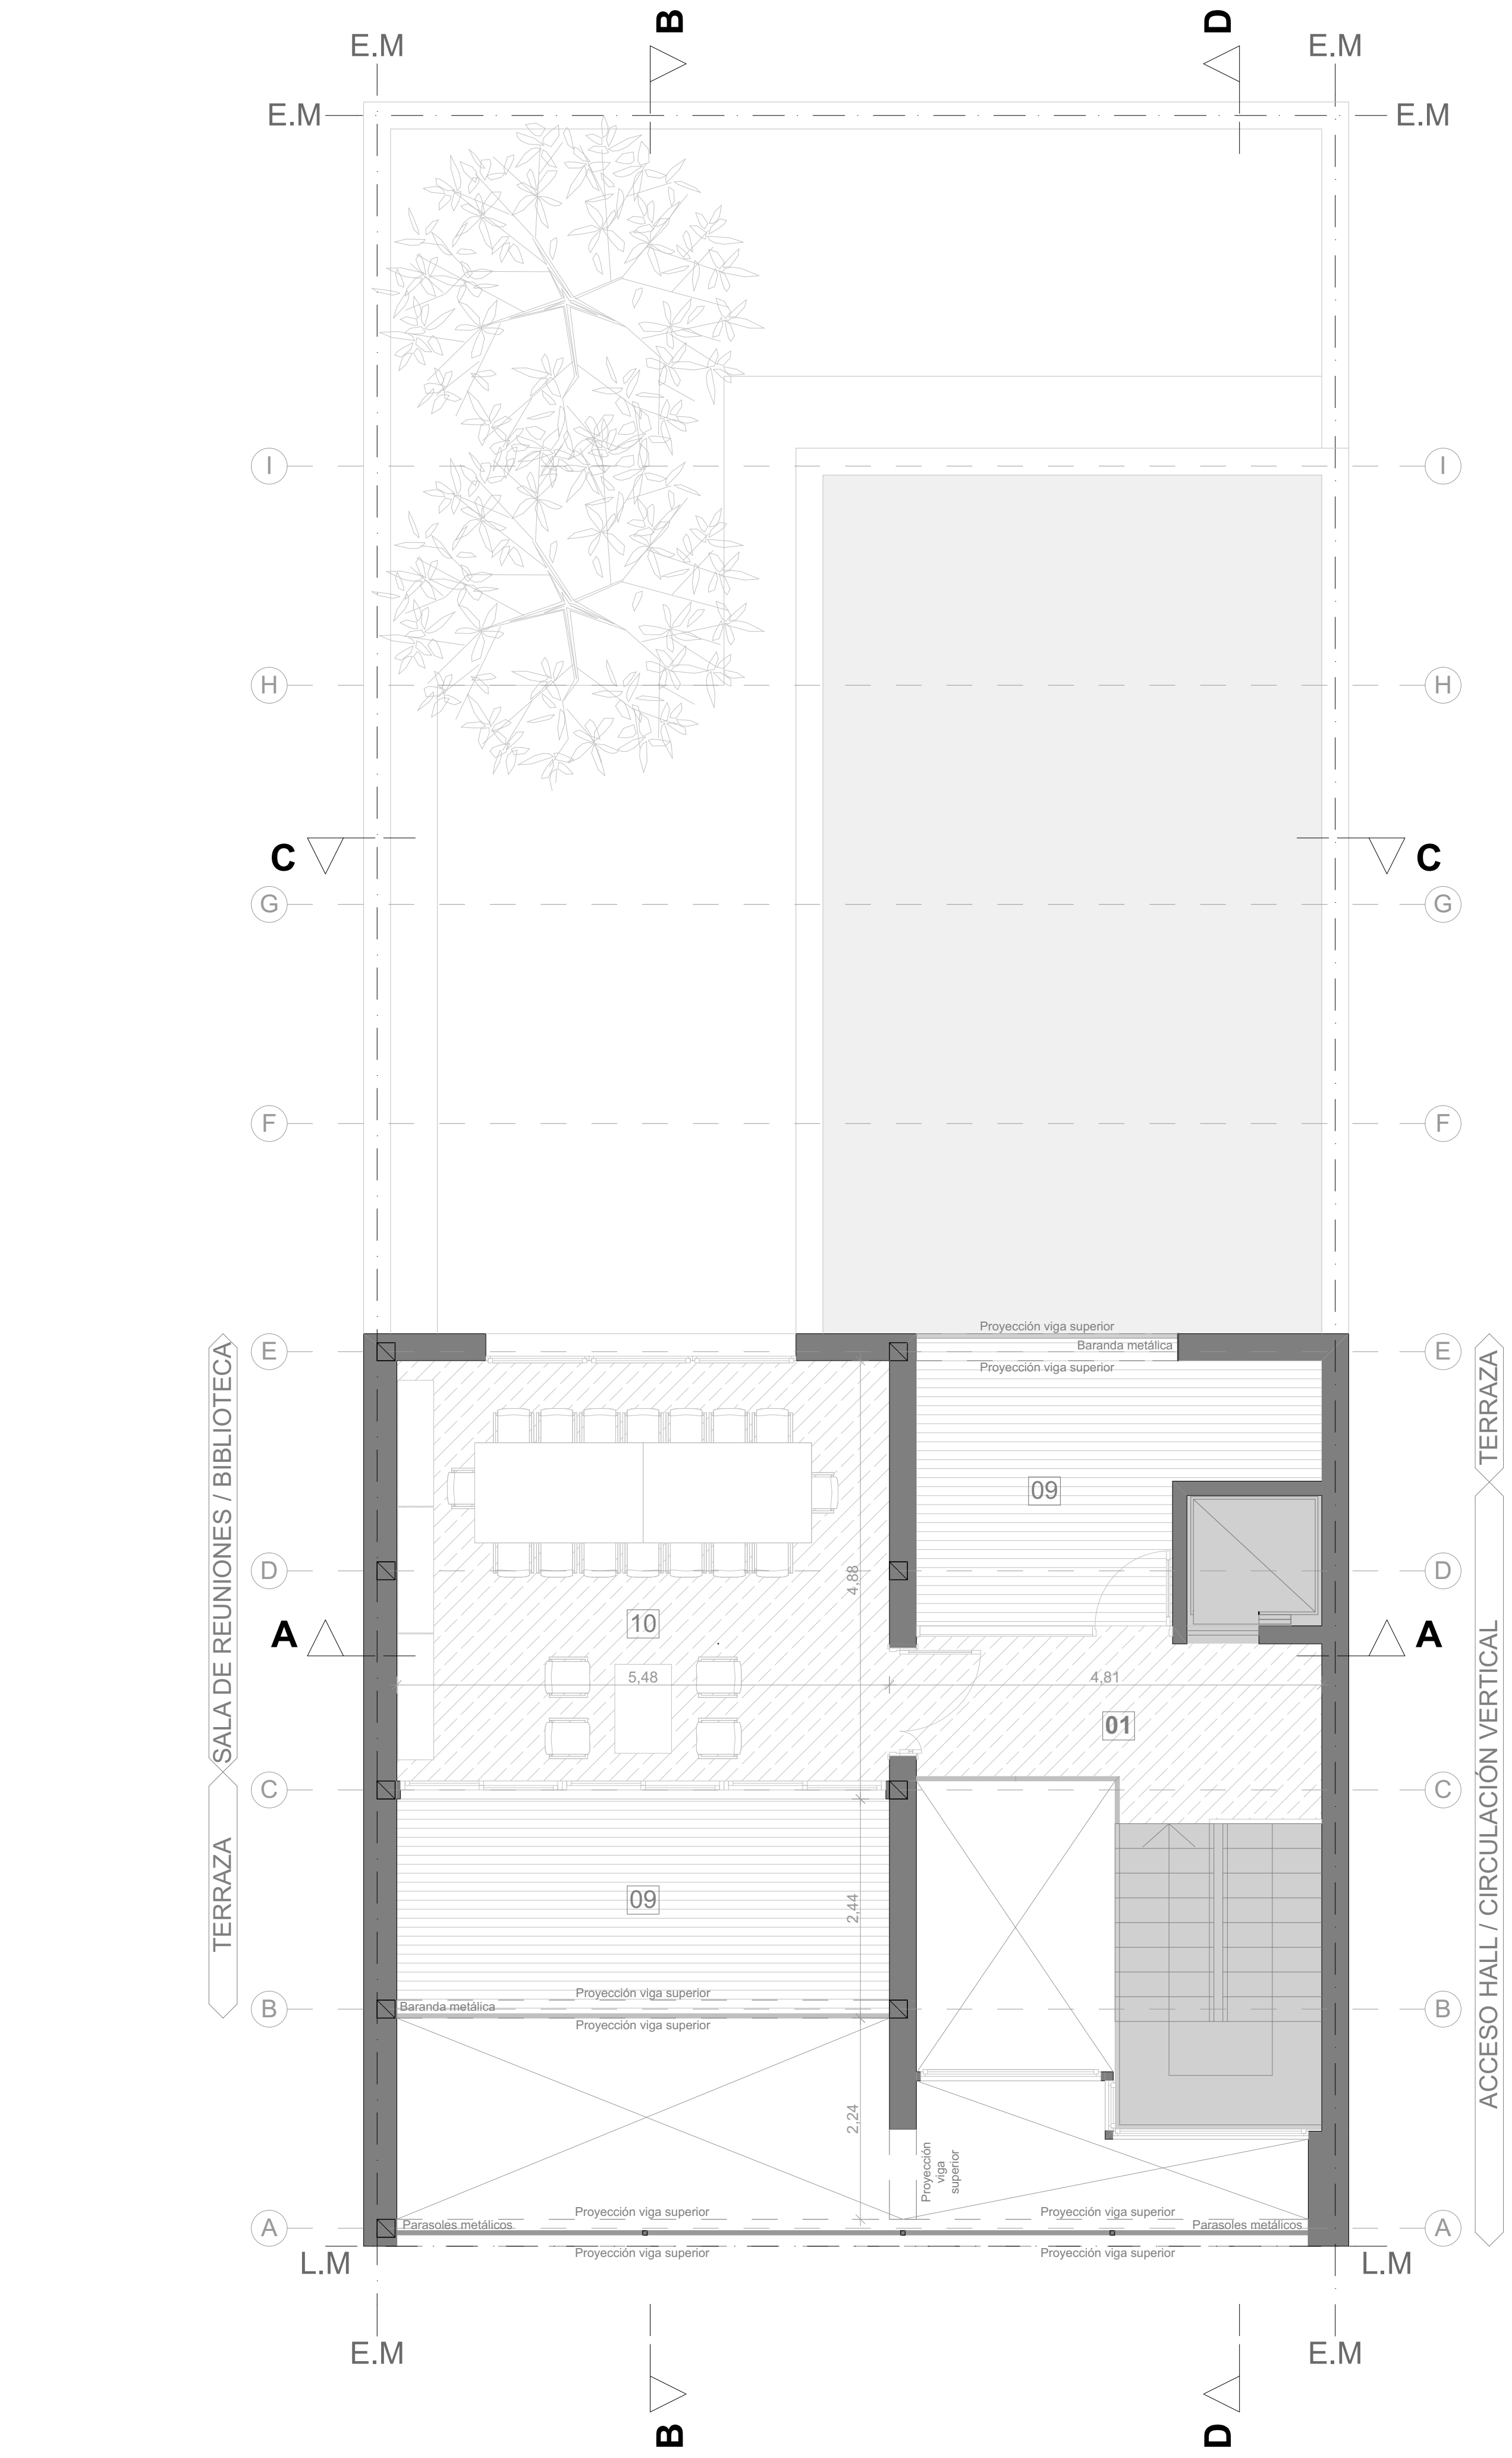 B
D
E.M
E.M
E.M
E.M
I
I
H
H
C
C
G
G
F
F
E
E
SALA DE REUNIONES / BIBLIOTECA
TERRAZA
Proyección viga superior
Baranda metálica
Proyección viga superior
09
D
D
4,88
10
A
A
5,48
4,81
01
C
C
TERRAZA
ACCESO HALL / CIRCULACIÓN VERTICAL
09
2,44
Proyección viga superior
Baranda metálica
B
B
Proyección viga superior
2,24
Proyección
viga
superior
Proyección viga superior
Proyección viga superior
A
Parasoles metálicos
Parasoles metálicos
A
Proyección viga superior
Proyección viga superior
L.M
L.M
E.M
E.M
B
D